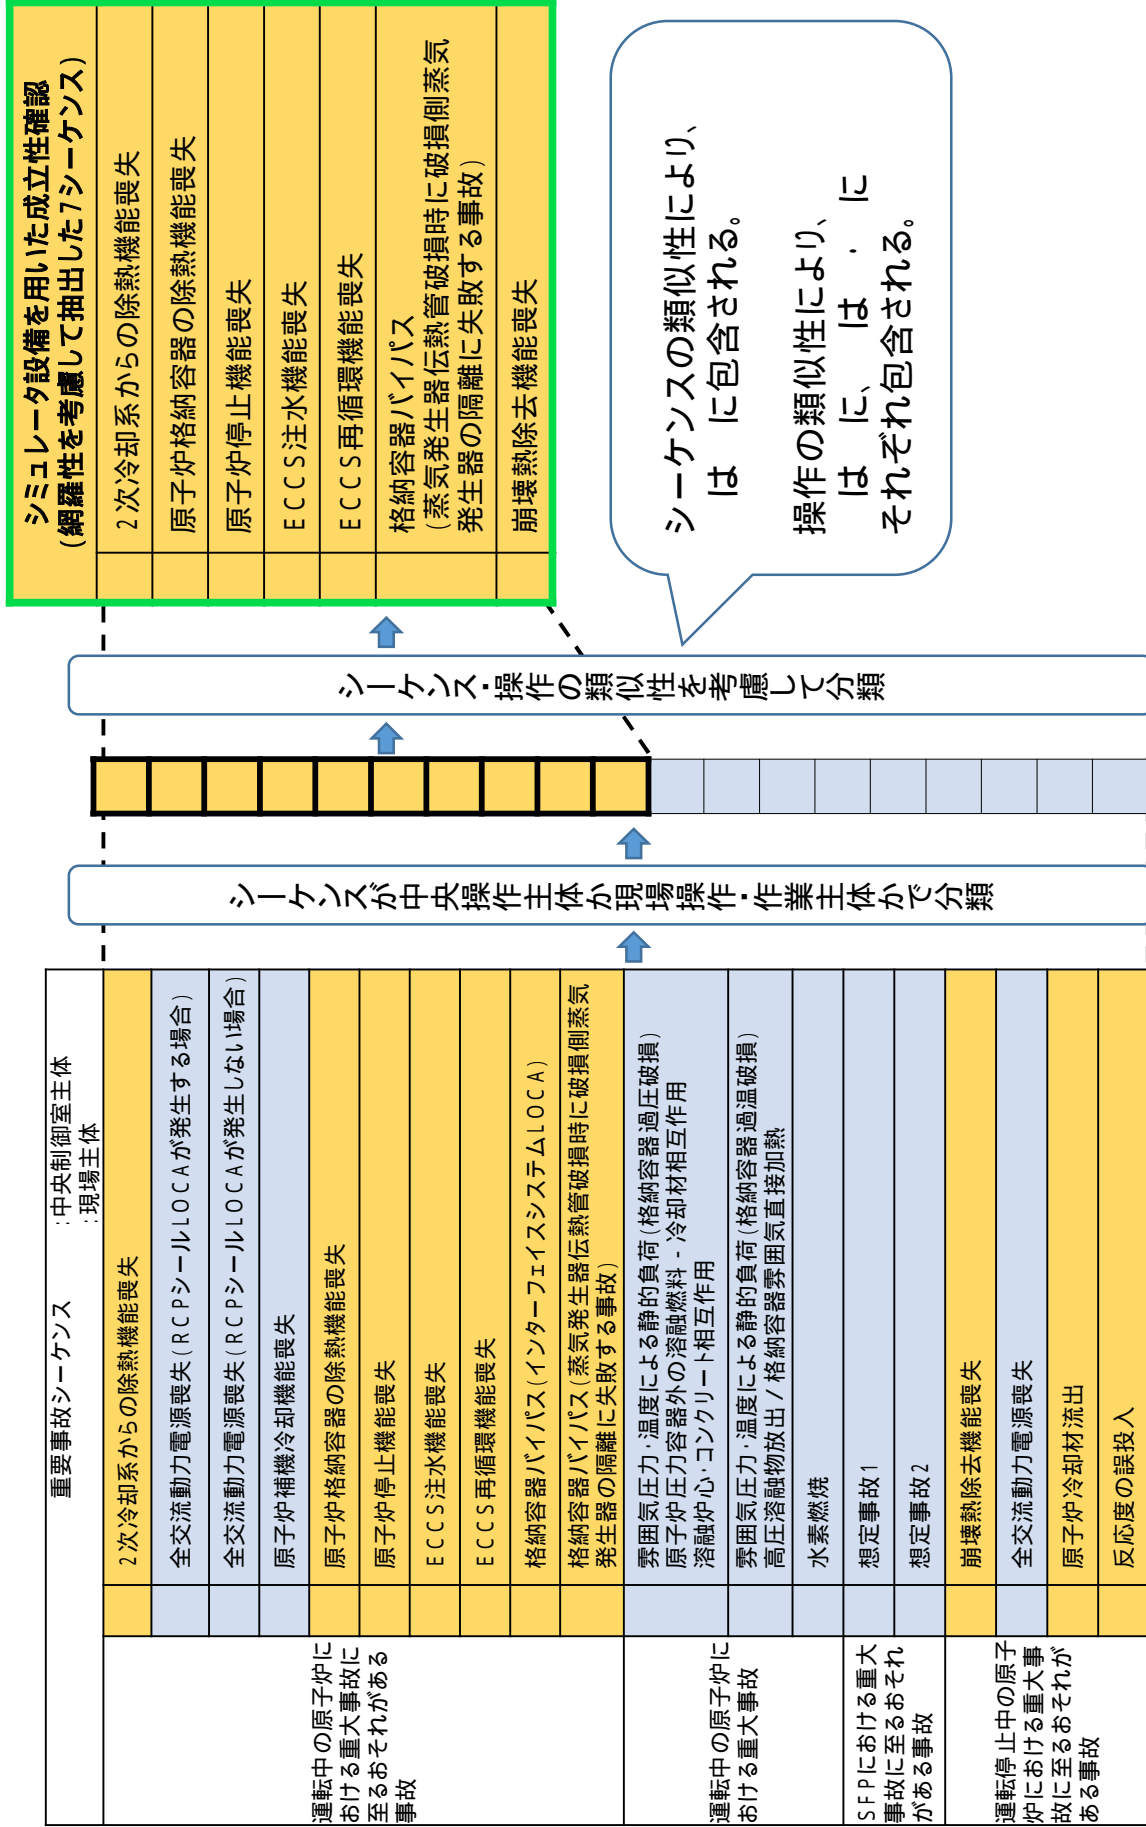 重要事故シーケンス
:中央制御室主体
:現場主体
運転中の原子炉に
おける重大事故に
至るおそれがある
事故
2次冷却系からの除熱機能喪失
全交流動力電源喪失(RCPシールLOCAが発生する場合)
全交流動力電源喪失(RCPシールLOCAが発生しない場合)
原子炉補機冷却機能喪失
原子炉格納容器の除熱機能喪失
原子炉停止機能喪失
ECCS注水機能喪失
ECCS再循環機能喪失
格納容器バイパス(インターフェイスシステムLOCA)
格納容器バイパス(蒸気発生器伝熱管破損時に破損側蒸気
発生器の隔離に失敗する事故)
運転中の原子炉に
おける重大事故
雰囲気圧力・温度による静的負荷(格納容器過圧破損)
原子炉圧力容器外の溶融燃料-冷却材相互作用
溶融炉心・コンクリート相互作用
雰囲気圧力・温度による静的負荷(格納容器過温破損)
高圧溶融物放出/格納容器雰囲気直接加熱
水素燃焼
SFPにおける重大
事故に至るおそれ
がある事故
想定事故1
想定事故2
運転停止中の原子
炉における重大事
故に至るおそれが
ある事故
崩壊熱除去機能喪失
全交流動力電源喪失
原子炉冷却材流出
反応度の誤投入
シーケンスが中央操作主体か現場操作・作業主体かで分類
シーケンス・操作の類似性を考慮して分類
シミュレータ設備を用いた成立性確認
(網羅性を考慮して抽出した7シーケンス)
2次冷却系からの除熱機能喪失
原子炉格納容器の除熱機能喪失
原子炉停止機能喪失
ECCS注水機能喪失
ECCS再循環機能喪失
格納容器バイパス
(蒸気発生器伝熱管破損時に破損側蒸気
発生器の隔離に失敗する事故)
崩壊熱除去機能喪失
シーケンスの類似性により、
は に包含される。
操作の類似性により、
は に、 は ・ に
それぞれ包含される。